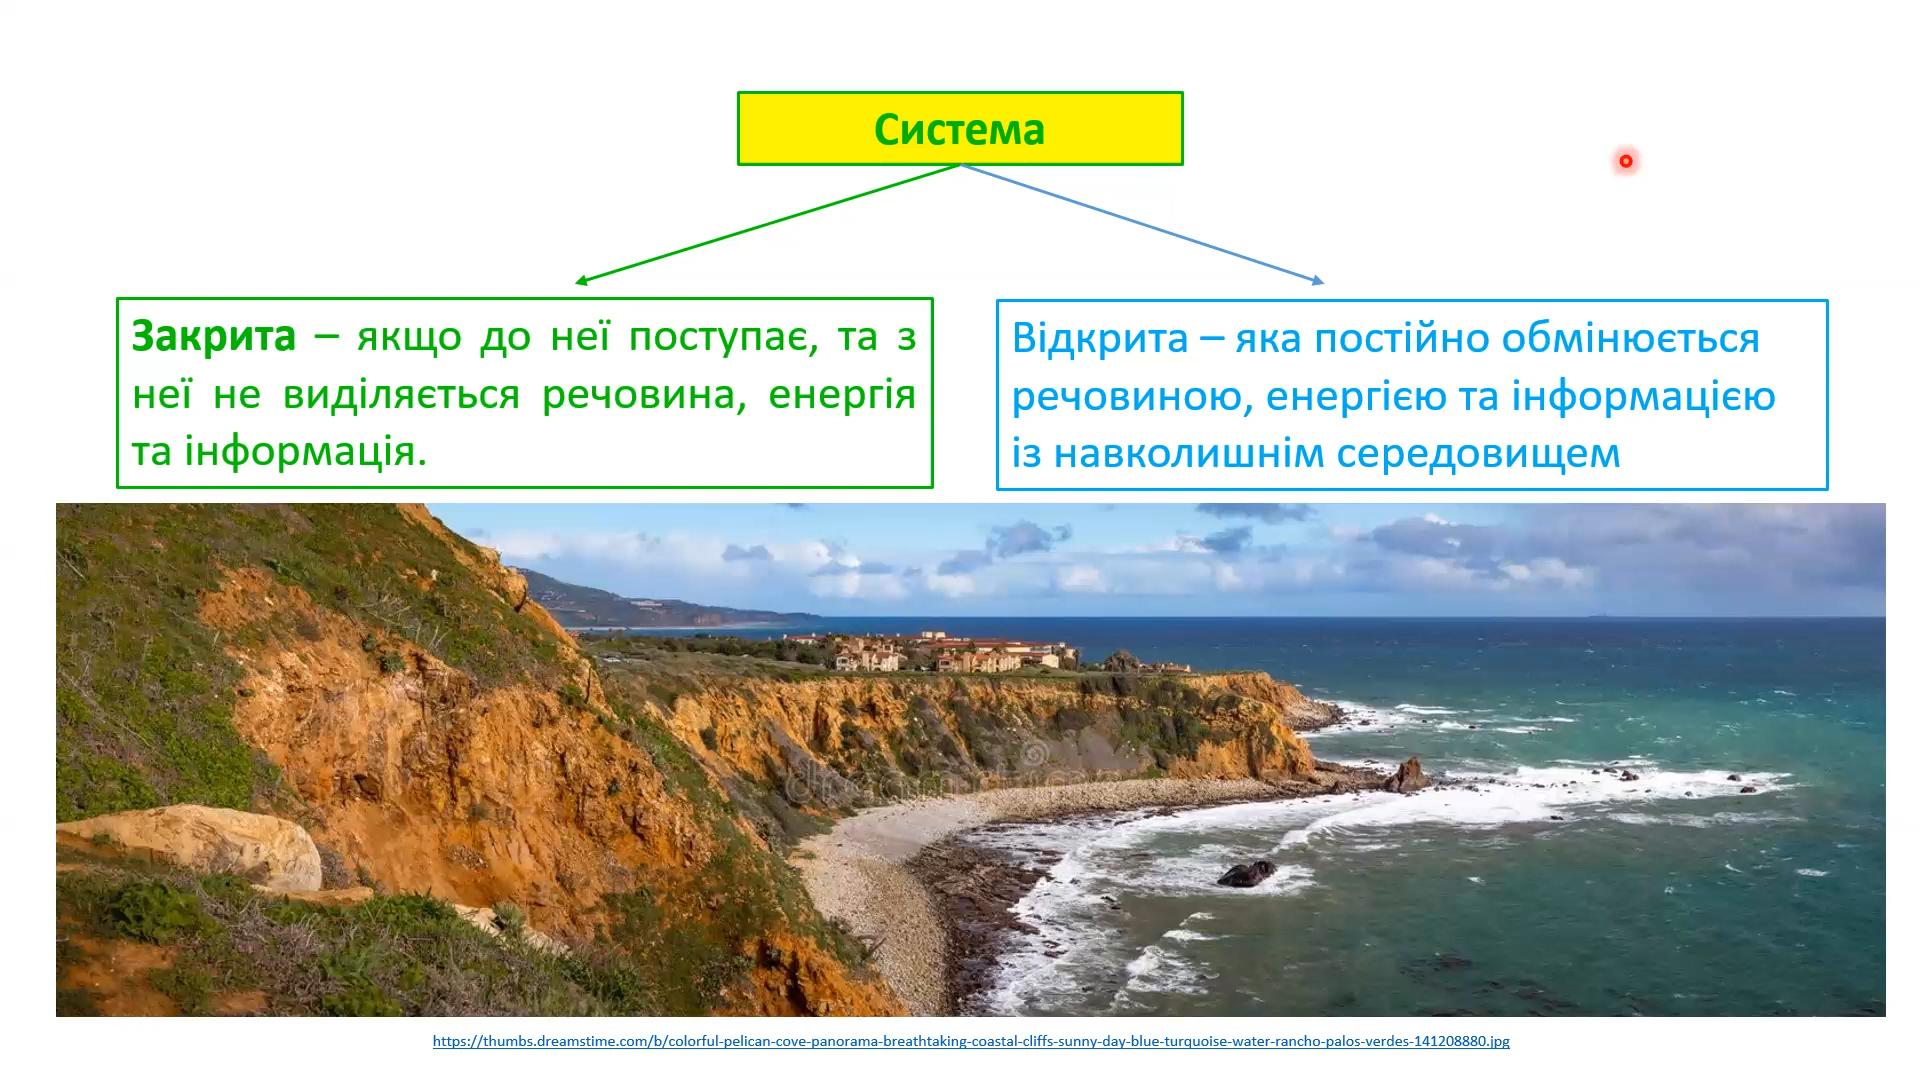 Система
Закрита – якщо до неї поступає, та з
неї не виділяється речовина, енергія
та інформація.
Відкрита – яка постійно обмінюється
речовиною, енергією та інформацією
із навколишнім середовищем
dreamstime
https://thumbs.dreamstime.com/b/colorful-pelican-cove-panorama-breathtaking-coastal-cliffs-sunny-day-blue-turquoise-water-rancho-palos-verdes-141208880.jpg